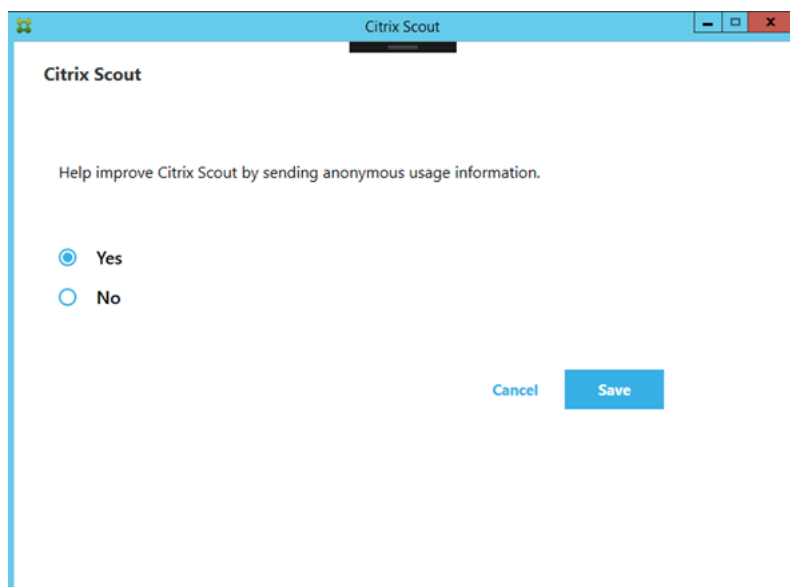 Citrix Scout
Citrix Scout
Help improve Citrix Scout by sending anonymous usage information.
Yes
No
Cancel Save